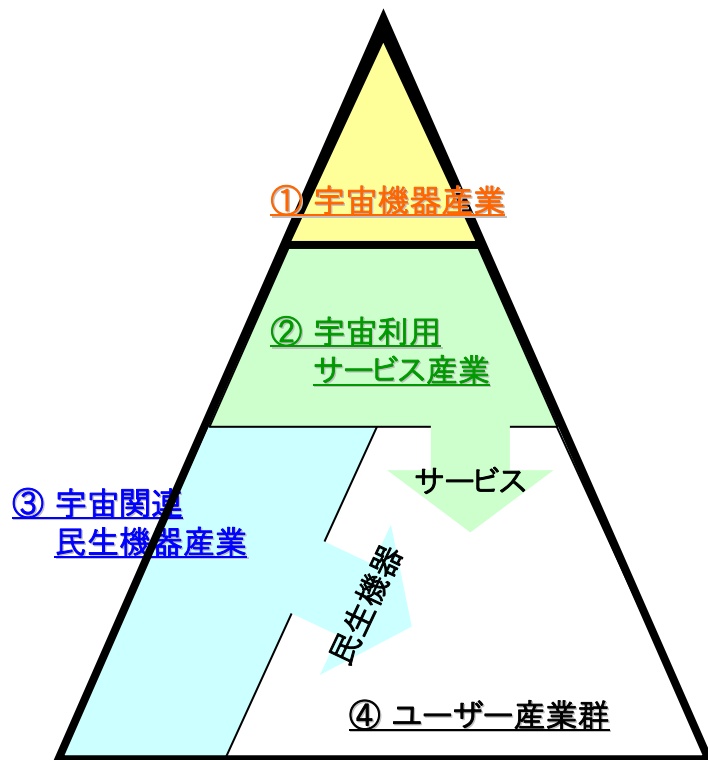 ① 宇宙機器産業
② 宇宙利用
サービス産業
サービス
③ 宇宙関連
民生機器産業
民生機器
④ ユーザー産業群